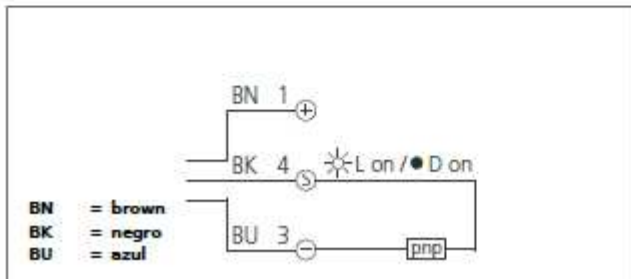 BN 1 +
BK 4 S L on / ● D on
BN = brown
BK = negro
BU = azul
BU 3 −
pnp